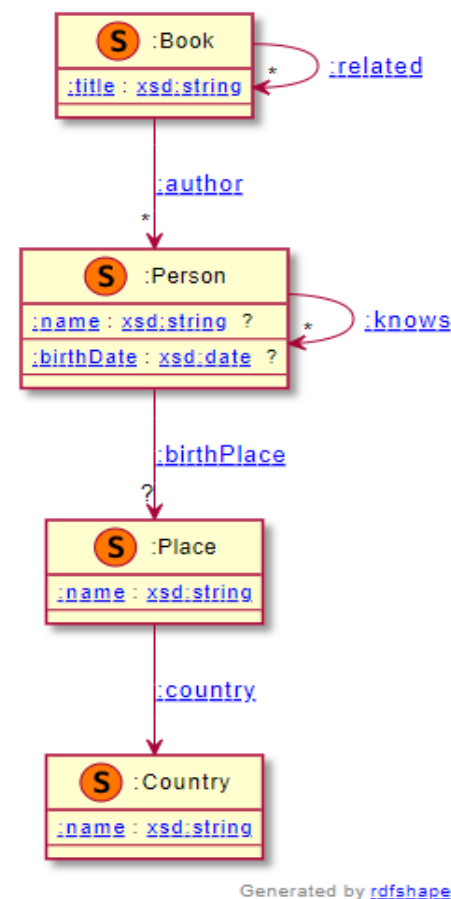 S :Book
:title : xsd:string
* :related
:author
*
S :Person
:name : xsd:string ?
:birthDate : xsd:date ?
* :knows
:birthPlace
?
S :Place
:name : xsd:string
:country
S :Country
:name : xsd:string
Generated by rdfshape